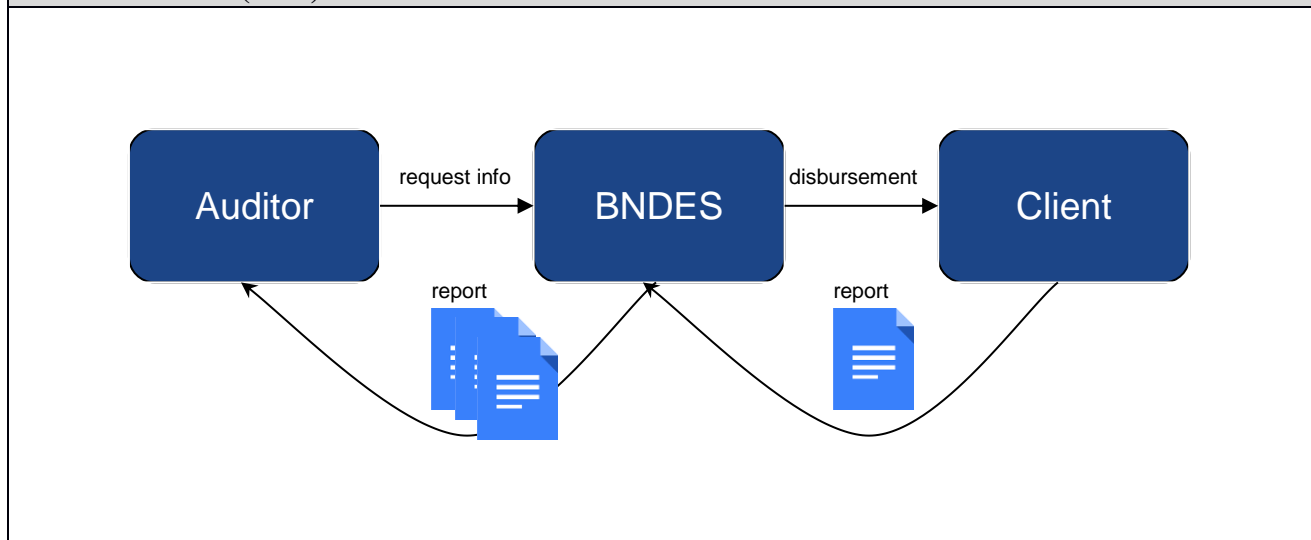 Auditor
request info
BNDES
disbursement
Client
report
report